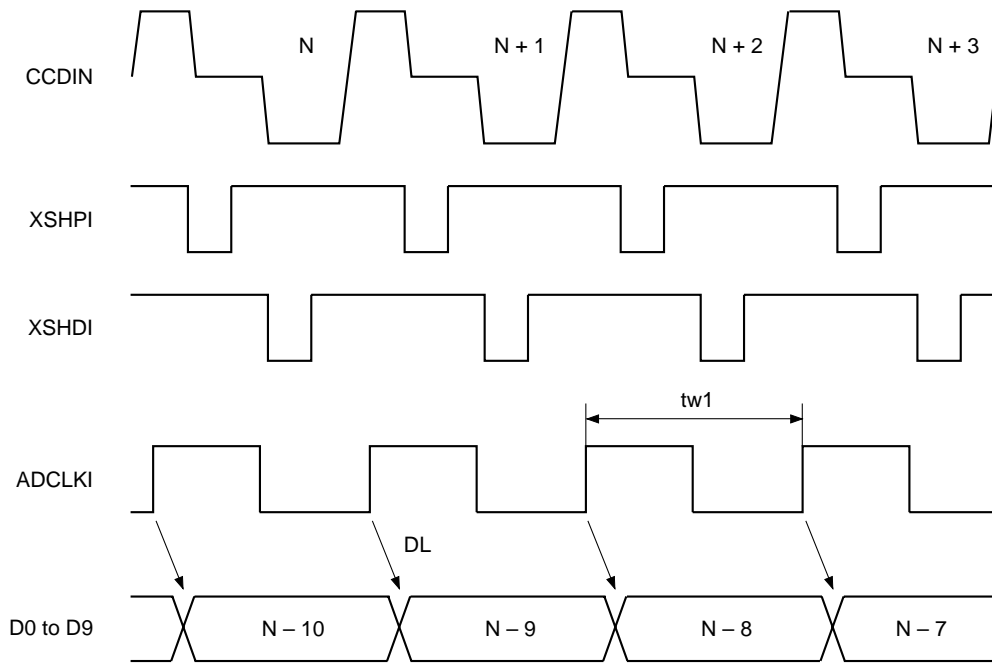 N
N + 1
N + 2
N + 3
CCDIN
XSHPI
XSHDI
tw1
ADCLKI
DL
D0 to D9
N – 10
N – 9
N – 8
N – 7